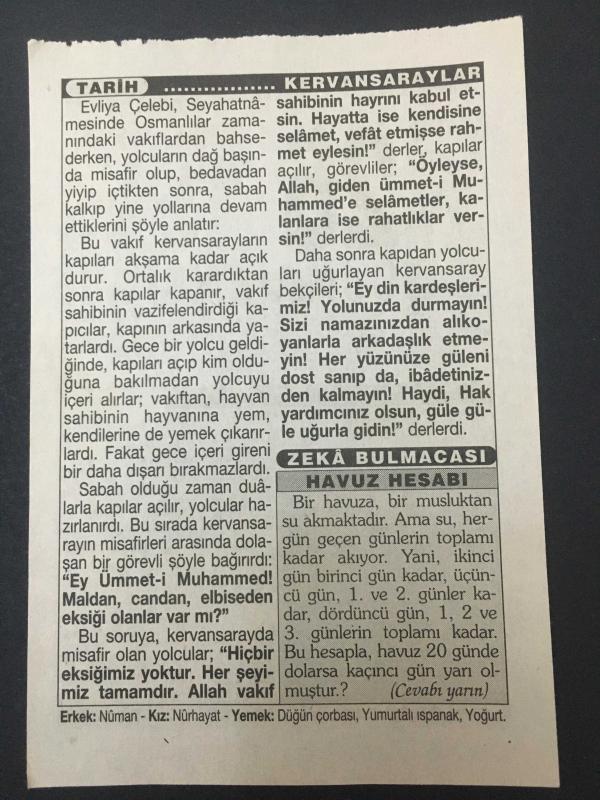 TARİH ................. KERVANSARAYLAR
Evliya Çelebi, Seyahatnâ-
mesinde Osmanlılar zama-
nındaki vakıflardan bahse-
derken, yolcuların dağ başın-
da misafir olup, bedavadan
yiyip içtikten sonra, sabah
kalkıp yine yollarına devam
ettiklerini şöyle anlatır:
Bu vakıf kervansarayların
kapıları akşama kadar açık
durur. Ortalık karardıktan
sonra kapılar kapanır, vakıf
sahibinin vazifelendirdiği ka-
pıcılar, kapının arkasında ya-
tarlardı. Gece bir yolcu geldi-
ğinde, kapıları açıp kim oldu-
ğuna bakılmadan yolcuyu
içeri alırlar; vakıftan, hayvan
sahibinin hayvanına yem,
kendilerine de yemek çıkarır-
lardı. Fakat gece içeri gireni
bir daha dışarı bırakmazlardı.
Sabah olduğu zaman duâ-
larla kapılar açılır, yolcular ha-
zırlanırdı. Bu sırada kervansa-
rayın misafirleri arasında dola-
şan bir görevli şöyle bağırırdı:
“Ey Ümmet-i Muhammed!
Maldan, candan, elbiseden
eksiği olanlar var mı?”
Bu soruya, kervansarayda
misafir olan yolcular; “Hiçbir
eksiğimiz yoktur. Her şeyi-
miz tamamdır. Allah vakıf
sahibinin hayrını kabul et-
sin. Hayatta ise kendisine
selâmet, vefât etmişse rah-
met eylesin!” derler, kapılar
açılır, görevliler; “Öyleyse,
Allah, giden ümmet-i Mu-
hammed’e selâmetler, ka-
lanlara ise rahatlıklar ver-
sin!” derlerdi.
Daha sonra kapıdan yolcu-
ları uğurlayan kervansaray
bekçileri; “Ey din kardeşleri-
miz! Yolunuzda durmayın!
Sizi namazınızdan alıko-
yanlarla arkadaşlık etme-
yin! Her yüzünüze güleni
dost sanıp da, ibâdetiniz-
den kalmayın! Haydi, Hak
yardımcınız olsun, güle gü-
le uğurla gidin!” derlerdi.
ZEKÂ BULMACASI
HAVUZ HESABI
Bir havuza, bir musluktan
su akmaktadır. Ama su, her-
gün geçen günlerin toplamı
kadar akıyor. Yani, ikinci
gün birinci gün kadar, üçün-
cü gün, 1. ve 2. günler ka-
dar, dördüncü gün, 1, 2 ve
3. günlerin toplamı kadar.
Bu hesapla, havuz 20 günde
dolarsa kaçıncı gün yarı ol-
muştur.? (Cevabı yarın)
Erkek: Nûman - Kız: Nûrhayat - Yemek: Düğün çorbası, Yumurtalı ıspanak, Yoğurt.